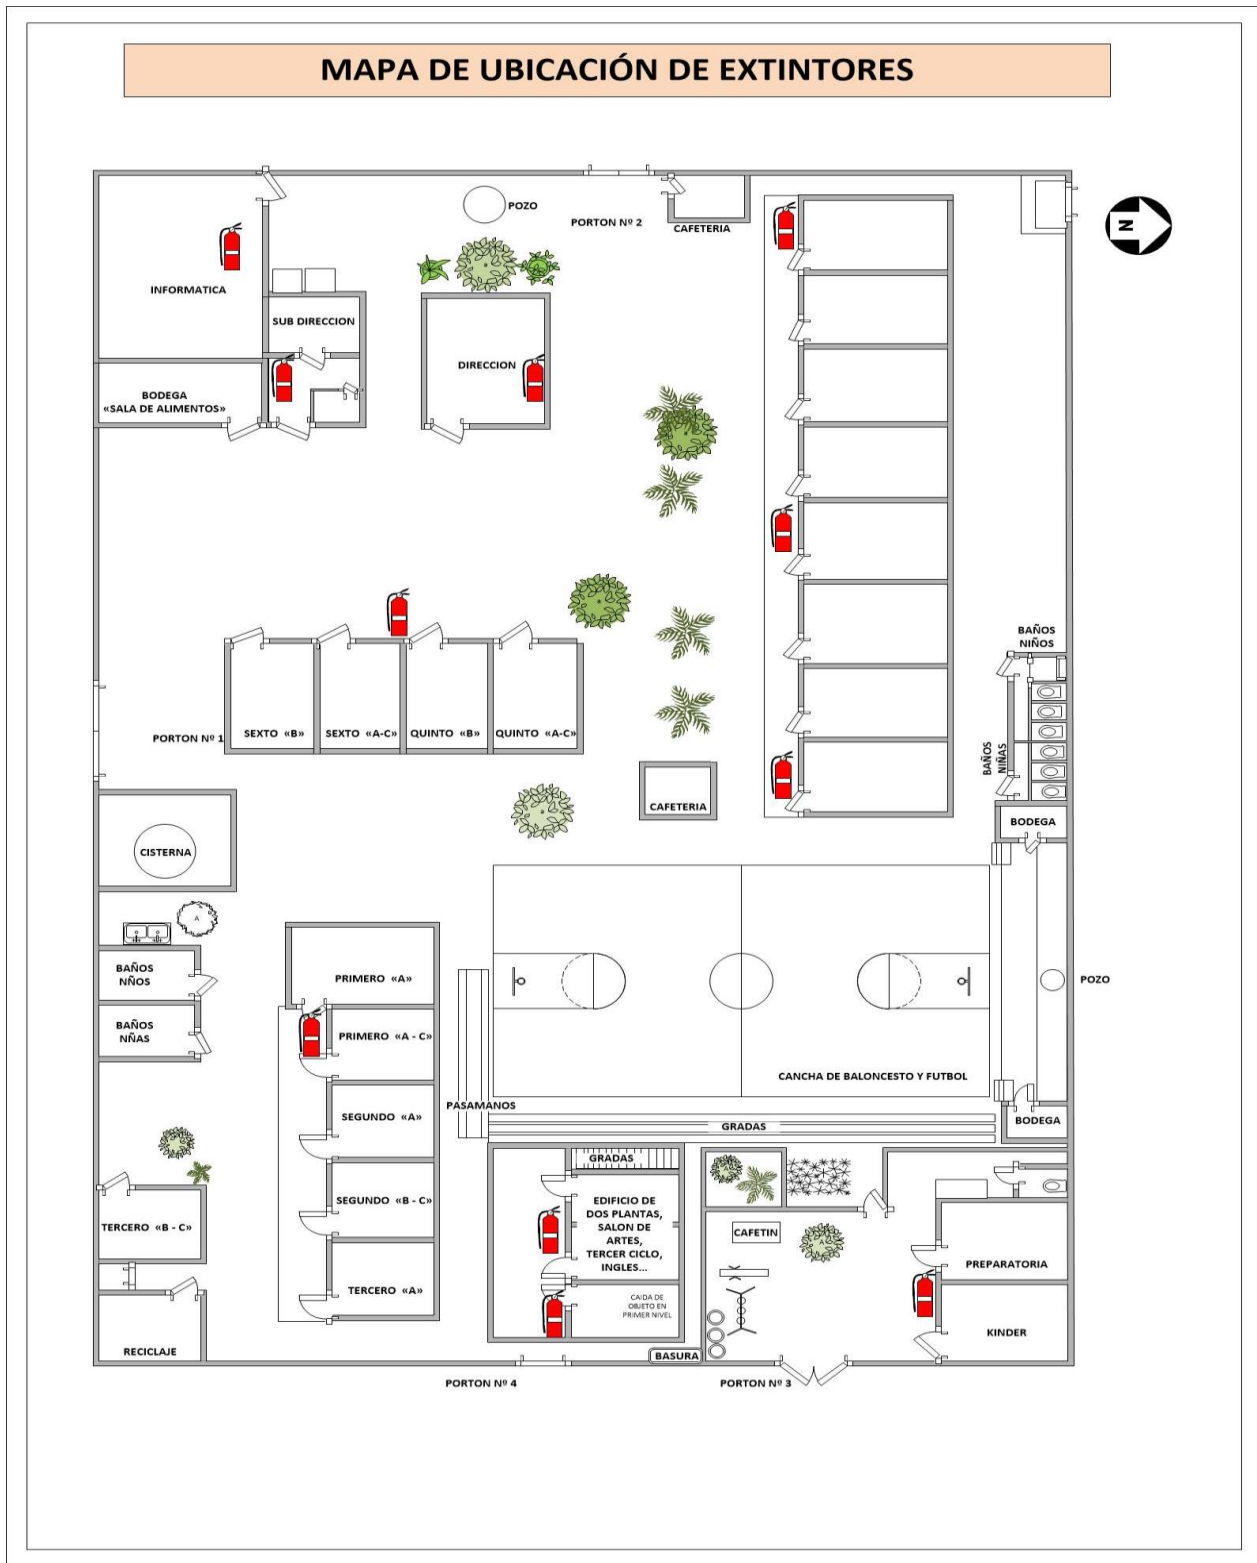 MAPA DE UBICACIÓN DE EXTINTORES
POZO
PORTON Nº 2
CAFETERIA
N
INFORMATICA
SUB DIRECCION
DIRECCION
BODEGA
«SALA DE ALIMENTOS»
BAÑOS
NIÑOS
PORTON Nº 1
SEXTO «B»
SEXTO «A-C»
QUINTO «B»
QUINTO «A-C»
BAÑOS
NIÑAS
CAFETERIA
BODEGA
CISTERNA
A
BAÑOS
NÑOS
PRIMERO «A»
POZO
BAÑOS
NÑAS
PRIMERO «A - C»
CANCHA DE BALONCESTO Y FUTBOL
PASAMANOS
SEGUNDO «A»
GRADAS
BODEGA
GRADAS
SEGUNDO «B - C»
TERCERO «B - C»
EDIFICIO DE
DOS PLANTAS,
SALON DE
ARTES,
TERCER CICLO,
INGLES...
CAFETIN
A
PREPARATORIA
TERCERO «A»
CAIDA DE
OBJETO EN
PRIMER NIVEL
KINDER
RECICLAJE
BASURA
PORTON Nº 4
PORTON Nº 3